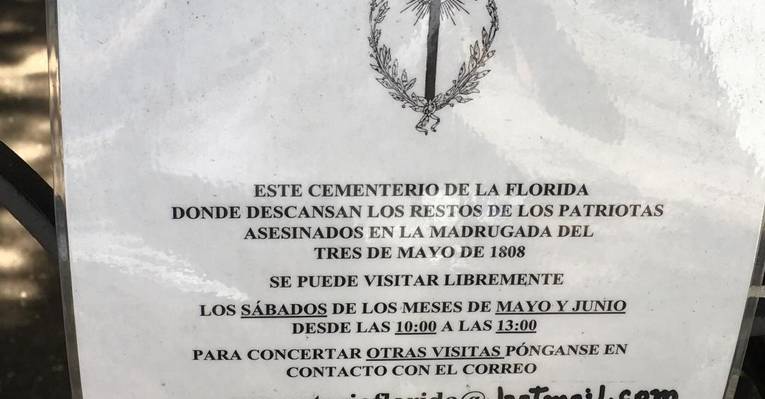 ESTE CEMENTERIO DE LA FLORIDA
DONDE DESCANSAN LOS RESTOS DE LOS PATRIOTAS
ASESINADOS EN LA MADRUGADA DEL
TRES DE MAYO DE 1808
SE PUEDE VISITAR LIBREMENTE
LOS SÁBADOS DE LOS MESES DE MAYO Y JUNIO
DESDE LAS 10:00 A LAS 13:00
PARA CONCERTAR OTRAS VISITAS PÓNGANSE EN
CONTACTO CON EL CORREO
hotmail.com